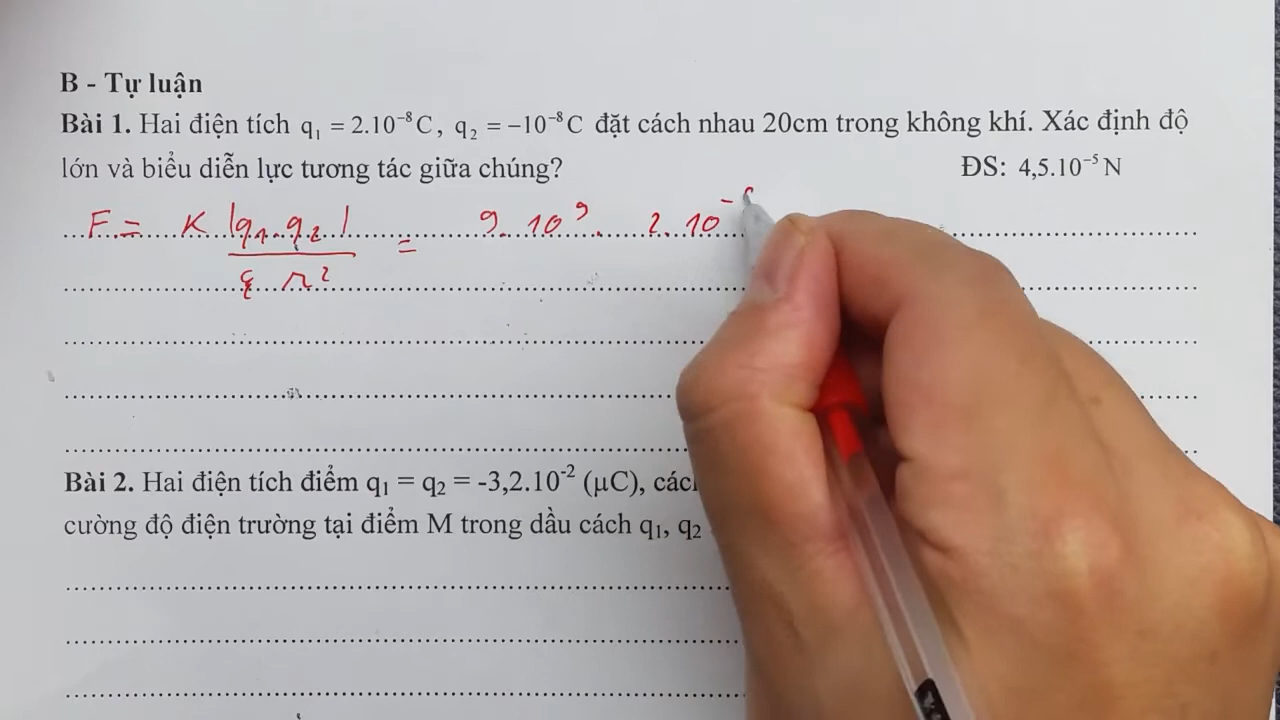 B - Tự luận
Bài 1. Hai điện tích q₁ = 2.10⁻⁸C, q₂ = −10⁻⁸C đặt cách nhau 20cm trong không khí. Xác định độ
lớn và biểu diễn lực tương tác giữa chúng? ĐS: 4,5.10⁻⁵ N
F = K |q₁.q₂| / ξ r² = 9.10⁹. 2.10⁻
Bài 2. Hai điện tích điểm q₁ = q₂ = -3,2.10⁻² (μC),
cường độ điện trường tại điểm M trong dầu cách q₁, q₂